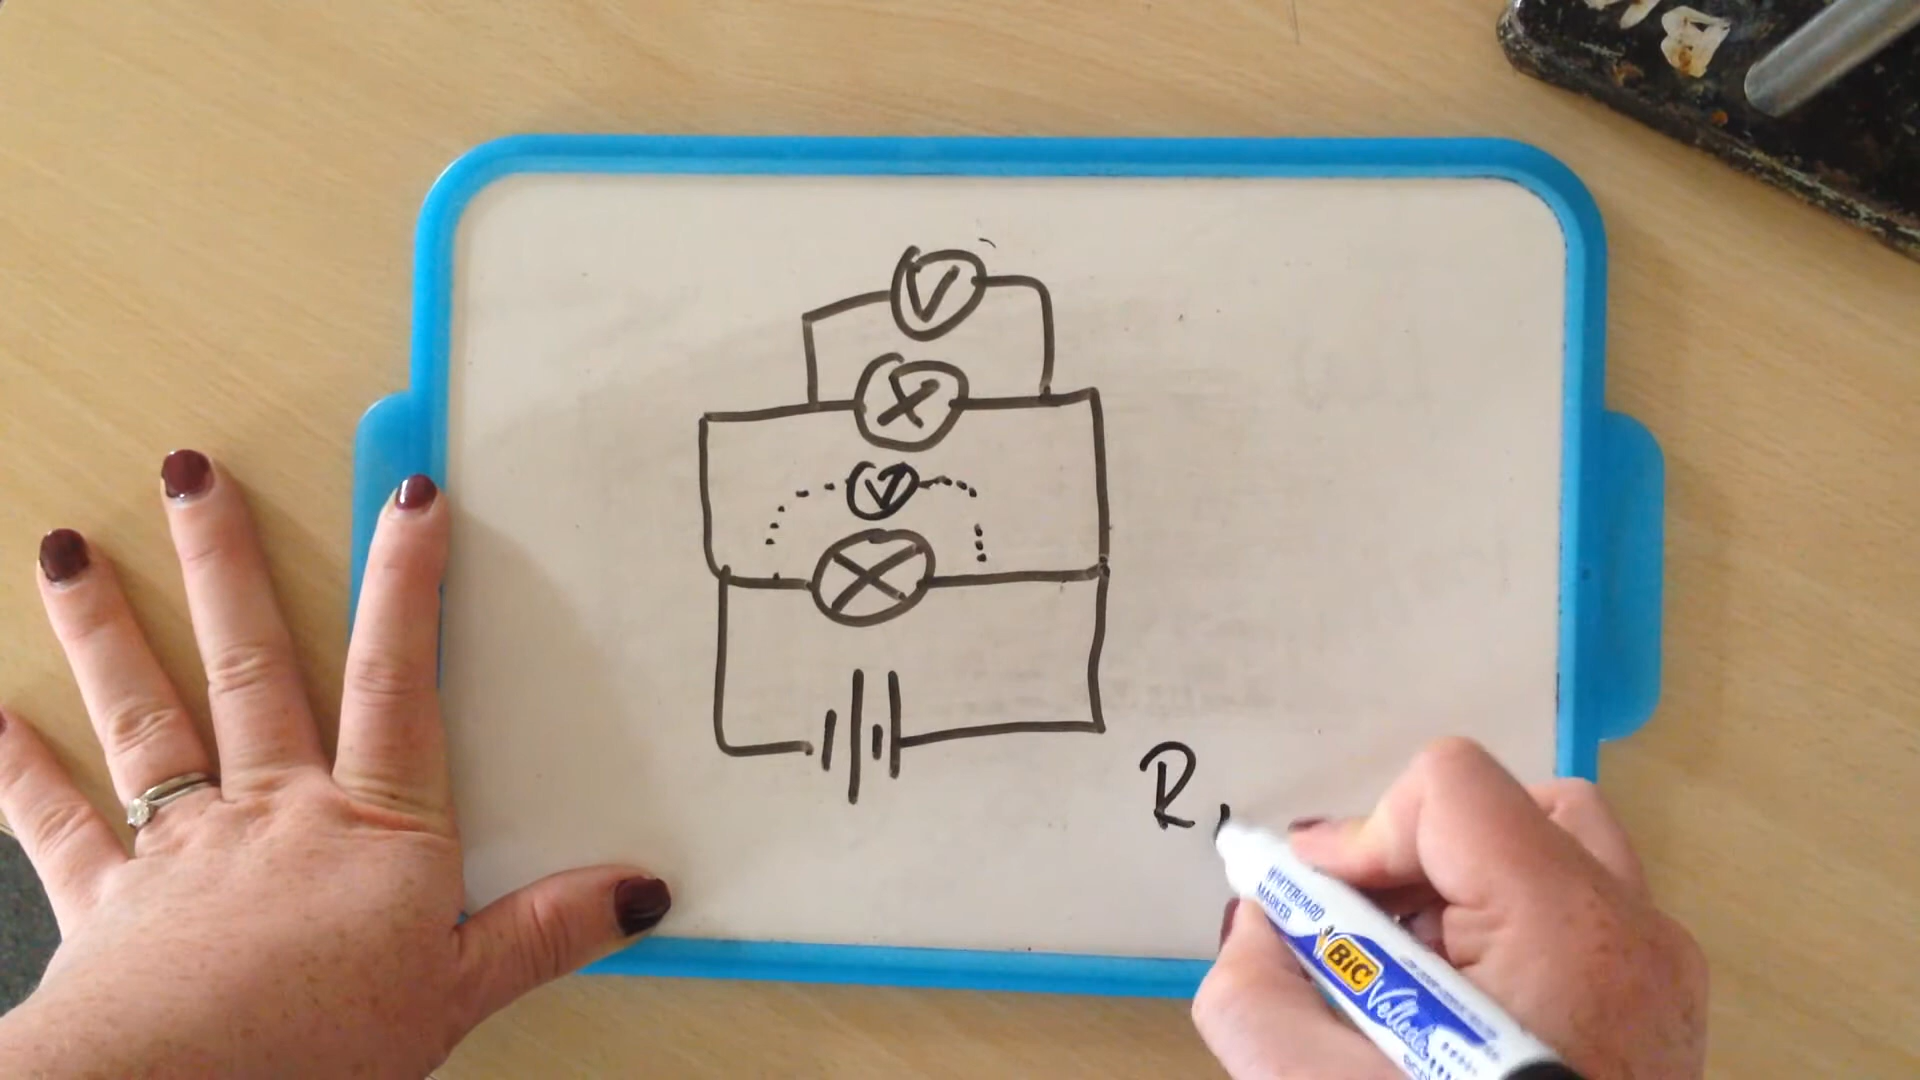 V
V
R
WHITEBOARD
MARKER
BIC
Velleda